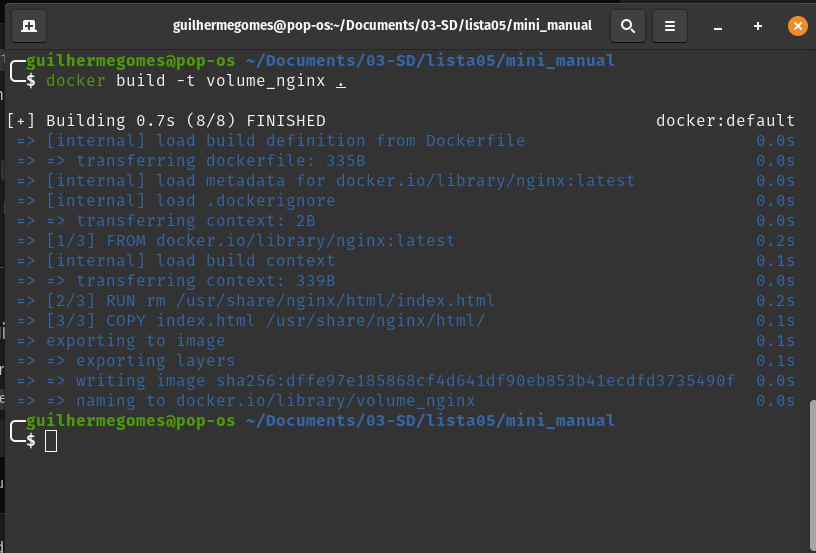 guilhermegomes@pop-os:~/Documents/03-SD/lista05/mini_manual
guilhermegomes@pop-os ~/Documents/03-SD/lista05/mini_manual
$ docker build -t volume_nginx .
[+] Building 0.7s (8/8) FINISHED docker:default
=> [internal] load build definition from Dockerfile 0.0s
=> => transferring dockerfile: 335B 0.0s
=> [internal] load metadata for docker.io/library/nginx:latest 0.0s
=> [internal] load .dockerignore 0.0s
=> => transferring context: 2B 0.0s
=> [1/3] FROM docker.io/library/nginx:latest 0.2s
=> [internal] load build context 0.1s
=> => transferring context: 339B 0.0s
=> [2/3] RUN rm /usr/share/nginx/html/index.html 0.2s
=> [3/3] COPY index.html /usr/share/nginx/html/ 0.1s
=> exporting to image 0.1s
=> => exporting layers 0.1s
=> => writing image sha256:dffe97e185868cf4d641df90eb853b41ecdfd3735490f 0.0s
=> => naming to docker.io/library/volume_nginx 0.0s
guilhermegomes@pop-os ~/Documents/03-SD/lista05/mini_manual
$